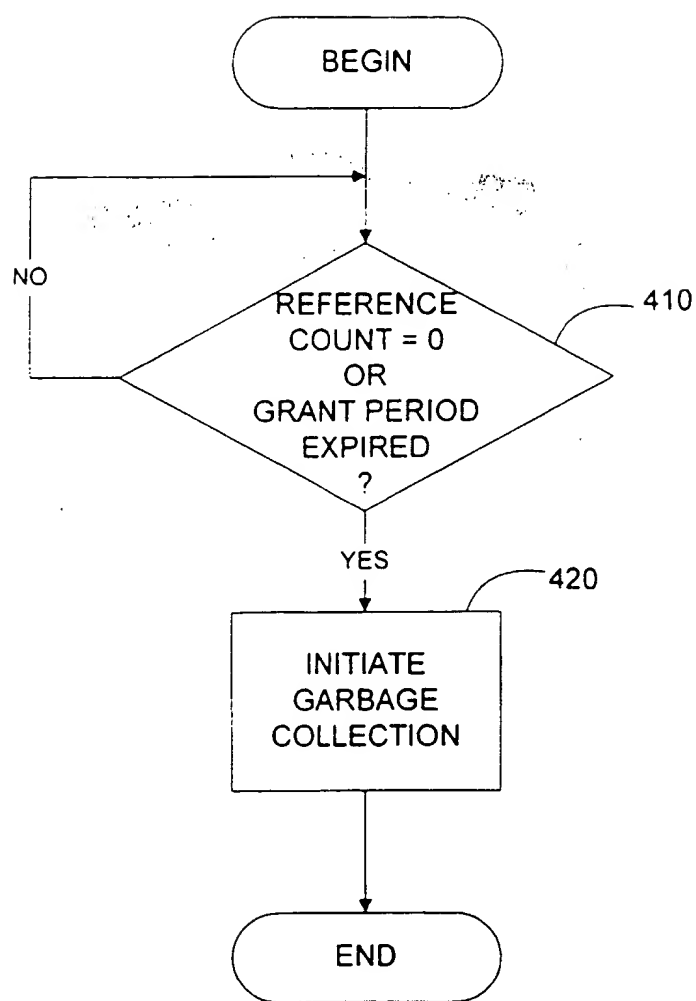 BEGIN
NO
REFERENCE
COUNT = 0
OR
GRANT PERIOD
EXPIRED
?
410
YES
420
INITIATE
GARBAGE
COLLECTION
END